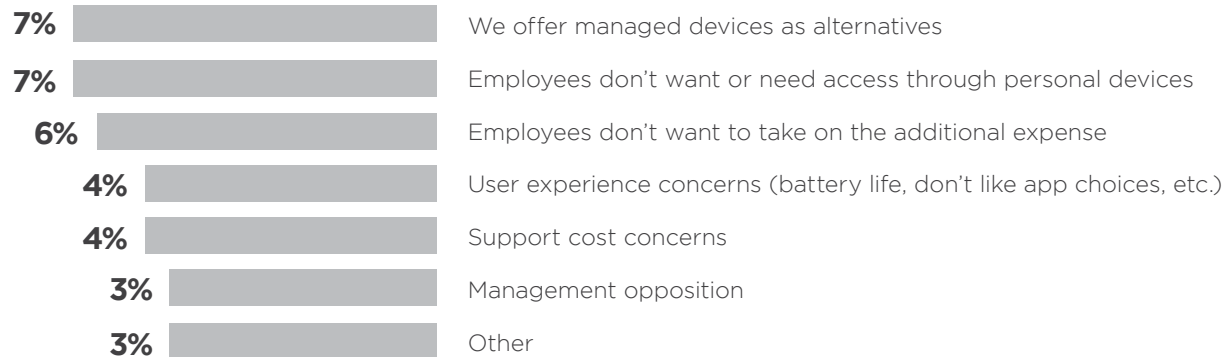 7% We offer managed devices as alternatives
7% Employees don’t want or need access through personal devices
6% Employees don’t want to take on the additional expense
4% User experience concerns (battery life, don’t like app choices, etc.)
4% Support cost concerns
3% Management opposition
3% Other